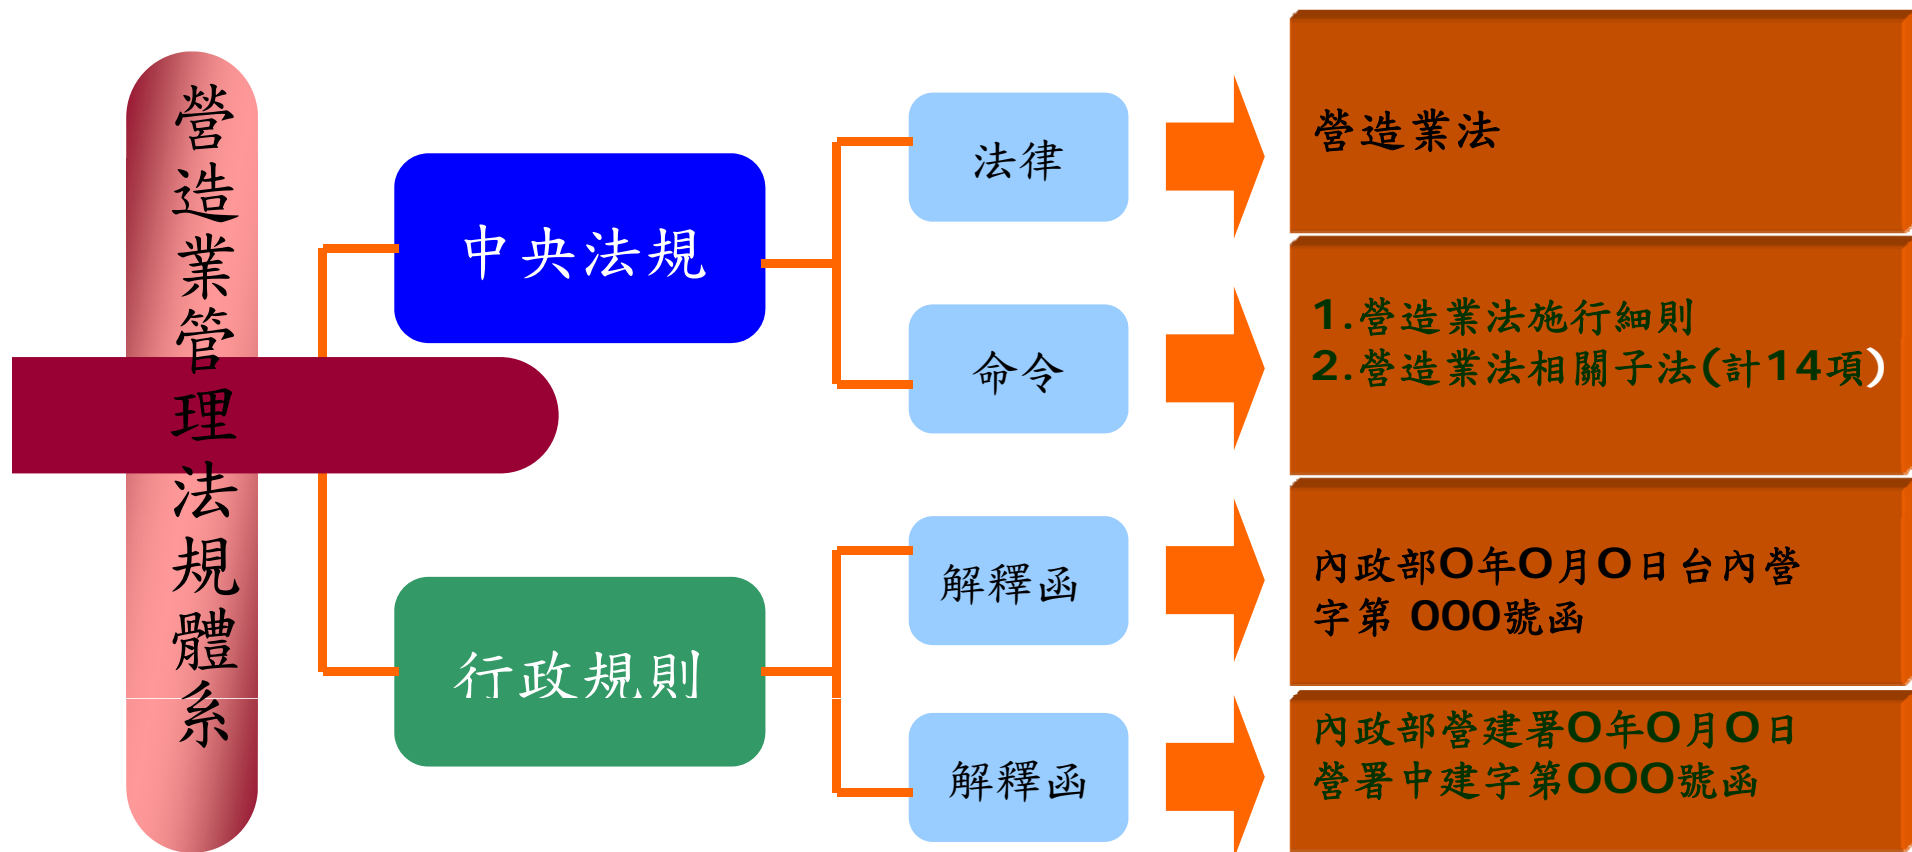 營造業管理法規體系
中央法規
法律
營造業法
命令
1.營造業法施行細則
2.營造業法相關子法(計14項)
行政規則
解釋函
內政部O年O月O日台內營
字第 OOO號函
解釋函
內政部營建署O年O月O日
營署中建字第OOO號函